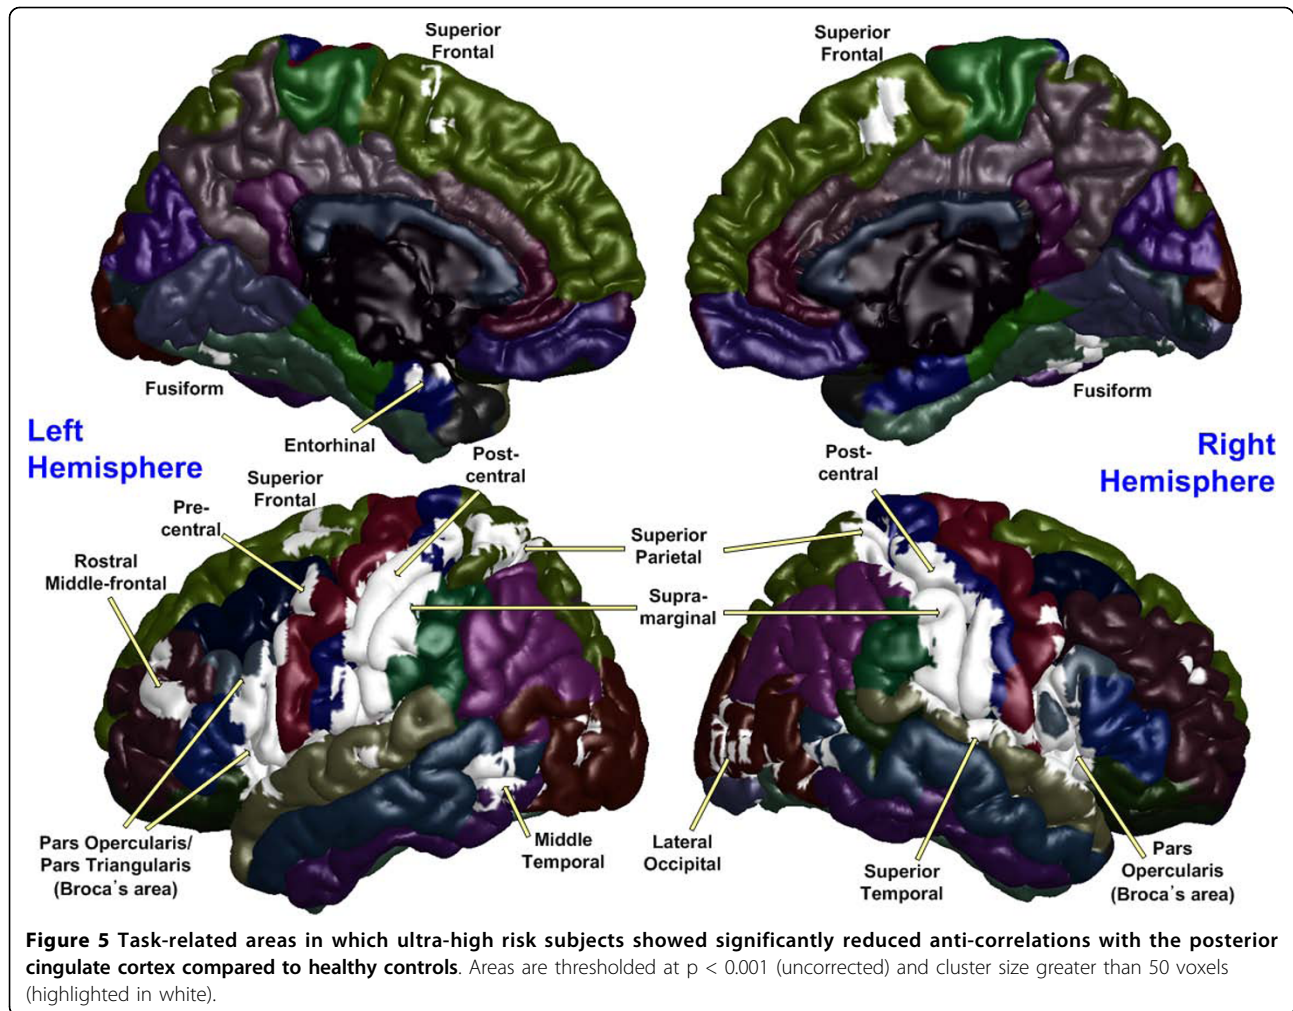 Superior
Frontal
Superior
Frontal
Fusiform
Entorhinal
Fusiform
Left
Hemisphere
Right
Hemisphere
Post-
central
Post-
central
Superior
Frontal
Pre-
central
Rostral
Middle-frontal
Superior
Parietal
Supra-
marginal
Pars Opercularis/
Pars Triangularis
(Broca's area)
Middle
Temporal
Lateral
Occipital
Superior
Temporal
Pars
Opercularis
(Broca's area)
Figure 5 Task-related areas in which ultra-high risk subjects showed significantly reduced anti-correlations with the posterior
cingulate cortex compared to healthy controls. Areas are thresholded at p < 0.001 (uncorrected) and cluster size greater than 50 voxels
(highlighted in white).